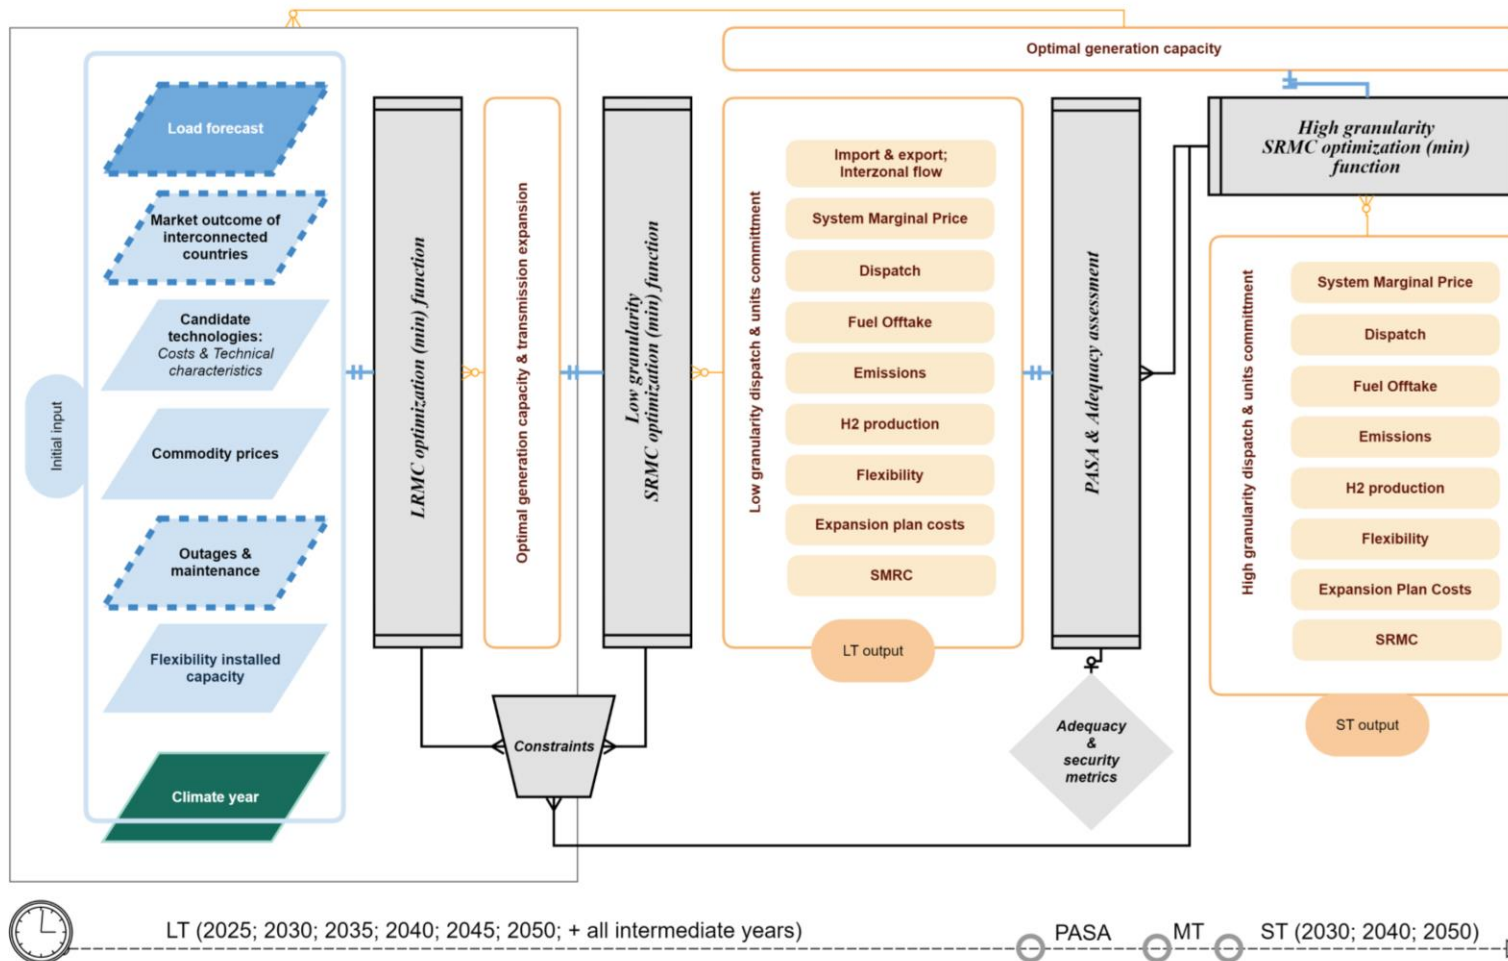 Optimal generation capacity
Initial input
Load forecast
Market outcome of
interconnected
countries
Candidate
technologies:
Costs & Technical
characteristics
Commodity prices
Outages &
maintenance
Flexibility installed
capacity
Climate year
LRMC optimization (min) function
Optimal generation capacity & transmission expansion
Low granularity
SRMC optimization (min) function
Constraints
Low granularity dispatch & units committment
Import & export;
Interzonal flow
System Marginal Price
Dispatch
Fuel Offtake
Emissions
H2 production
Flexibility
Expansion plan costs
SMRC
LT output
PASA & Adequacy assessment
Adequacy
&
security
metrics
High granularity
SRMC optimization (min)
function
High granularity dispatch & units committment
System Marginal Price
Dispatch
Fuel Offtake
Emissions
H2 production
Flexibility
Expansion Plan Costs
SRMC
ST output
LT (2025; 2030; 2035; 2040; 2045; 2050; + all intermediate years)
PASA
MT
ST (2030; 2040; 2050)